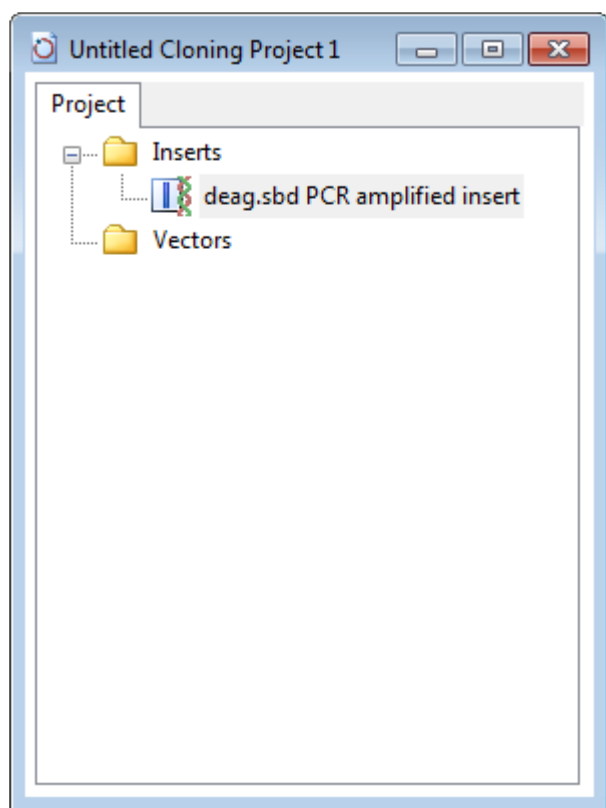 Untitled Cloning Project 1
Project
Inserts
deag.sbd PCR amplified insert
Vectors